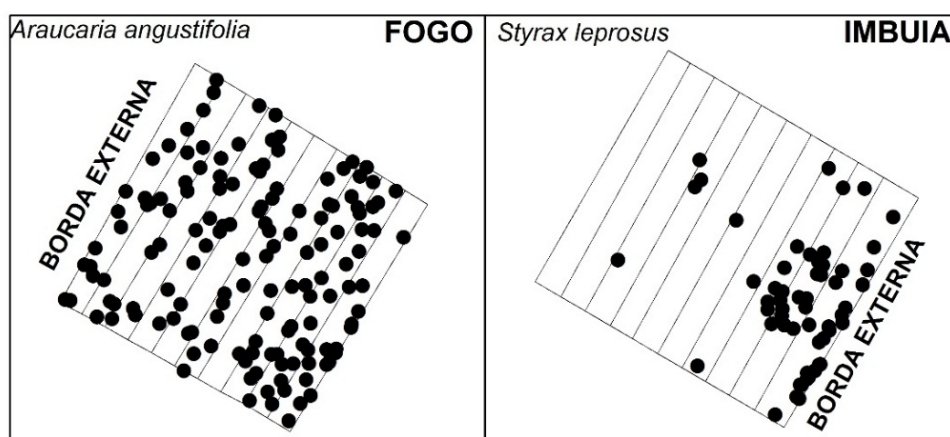 Araucaria angustifolia
FOGO
BORDA EXTERNA
Styrax leprosus
IMBUIA
BORDA EXTERNA